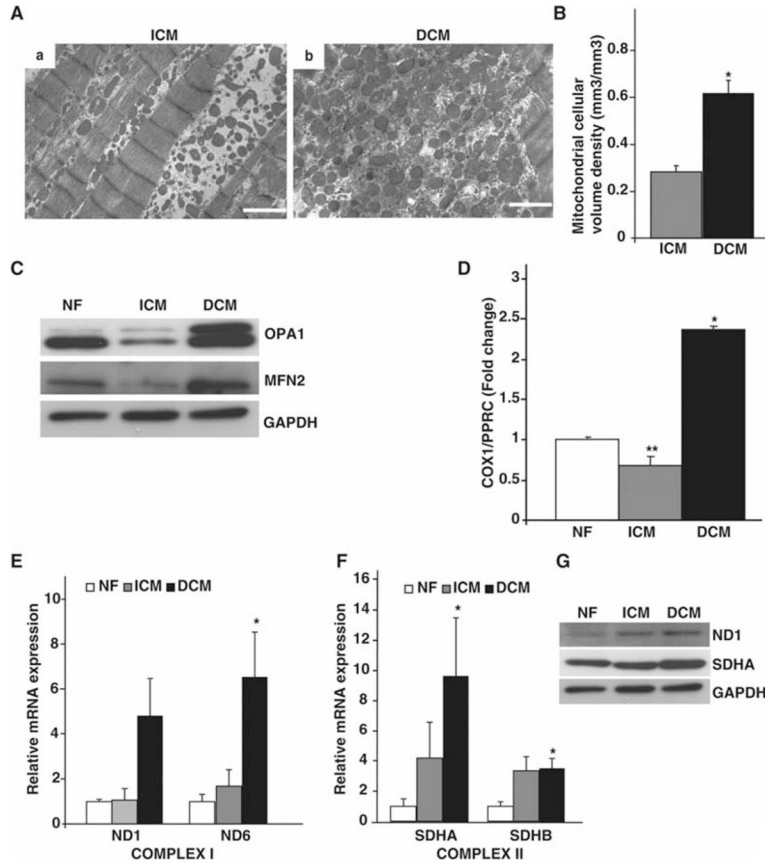 A
ICM
DCM
a
b
B
Mitochondrial cellular
volume density (mm3/mm3)
0.8
0.6
0.4
0.2
0
*
ICM
DCM
C
NF
ICM
DCM
OPA1
MFN2
GAPDH
D
COX1/PPRC (Fold change)
3
2.5
2
1
1
0.5
0
**
*
NF
ICM
DCM
E
NF
ICM
DCM
Relative mRNA expression
10
8
6
4
2
0
*
ND1
ND6
COMPLEX I
F
NF
ICM
DCM
Relative mRNA expression
16
14
12
10
8
6
4
2
0
*
*
SDHA
SDHB
COMPLEX II
G
NF
ICM
DCM
ND1
SDHA
GAPDH